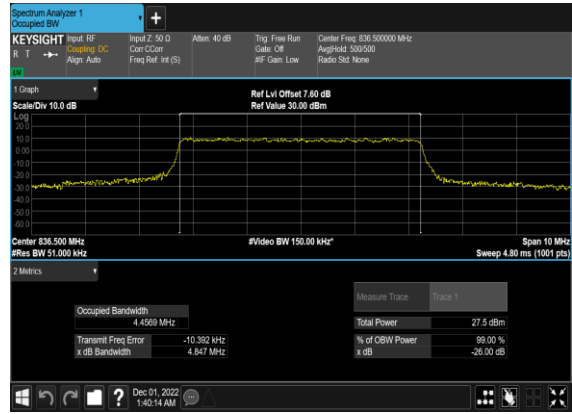 Spectrum Analyzer 1
Occupied BW
+
KEYSIGHT Input: RF Input Z: 50 Ω Atten: 40 dB Trig: Free Run Center Freq: 836.500000 MHz
R T Coupling: DC Corr CCorr Gate: Off Avg|Hold: 500/500
Align: Auto Freq Ref: Int (S) #IF Gain: Low Radio Std: None
1 Graph
Ref Lvl Offset 7.60 dB
Scale/Div 10.0 dB Ref Value 30.00 dBm
Log
20.0
10.0
0.00
-10.0
-20.0
-30.0
-40.0
-50.0
-60.0
Center 836.500 MHz #Video BW 150.00 kHz* Span 10 MHz
#Res BW 51.000 kHz Sweep 4.80 ms (1001 pts)
2 Metrics
Measure Trace Trace 1
Occupied Bandwidth
4.4569 MHz Total Power 27.5 dBm
Transmit Freq Error -10.392 kHz % of OBW Power 99.00 %
x dB Bandwidth 4.847 MHz x dB -26.00 dB
? Dec 01, 2022
1:40:14 AM